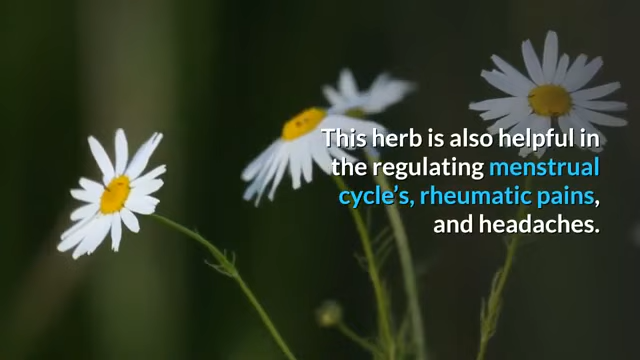 This herb is also helpful in
the regulating menstrual
cycle's, rheumatic pains,
and headaches.